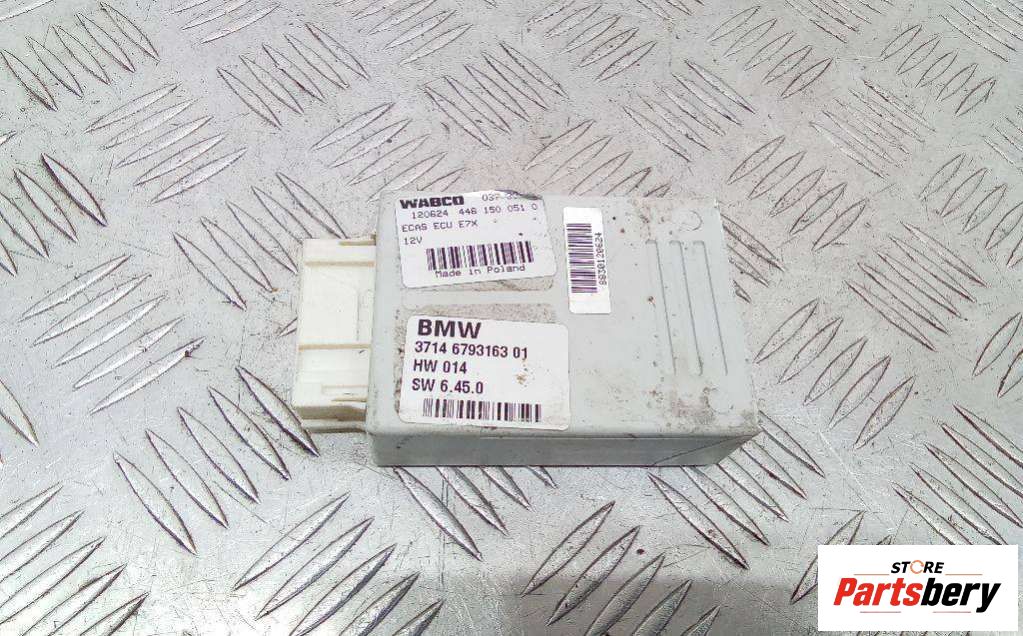 WABCO
120624 446 150 051 0
ECAS ECU E7X
12V
Made in Poland
6938120624
BMW
3714 6793163 01
HW 014
SW 6.45.0
STORE
Partsbery